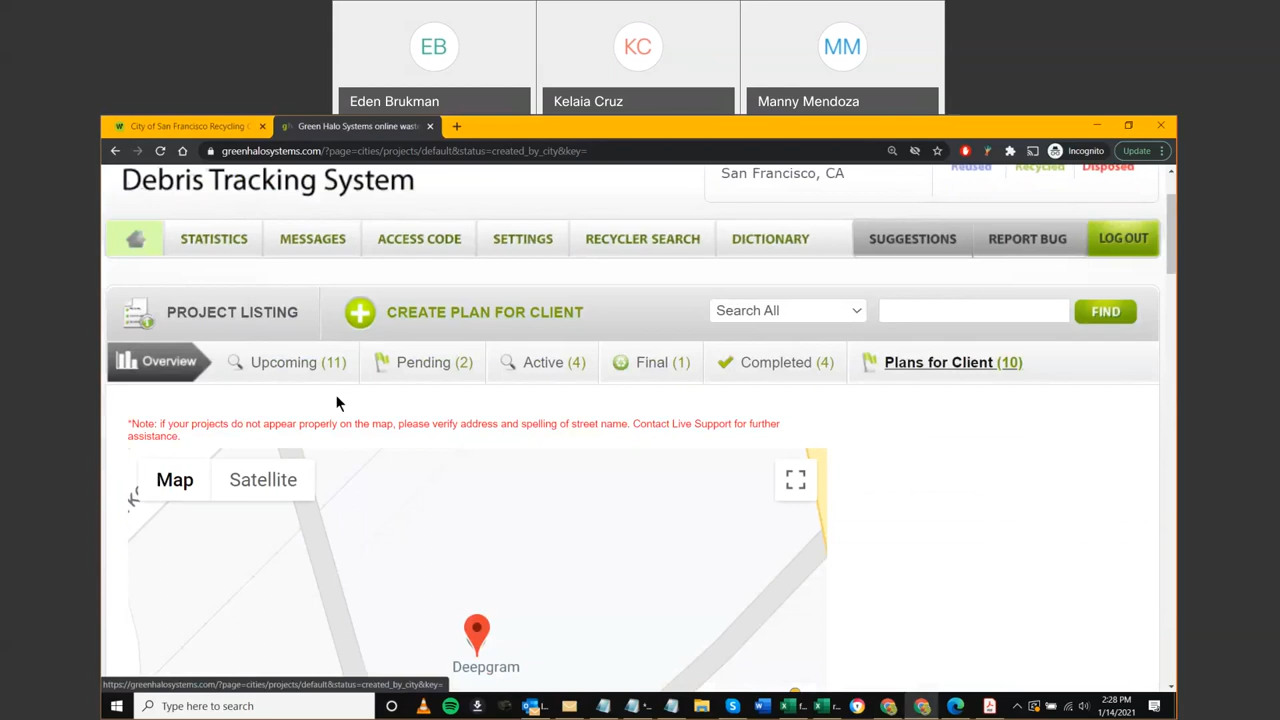 EB
KC
MM
Eden Brukman
Kelaia Cruz
Manny Mendoza
City of San Francisco Recycling
Green Halo Systems online wast
greenhalosystems.com/?page=cities/projects/default&status=created_by_city&key=
Incognito
Update
Debris Tracking System
San Francisco, CA
Reused
Recycled
Disposed
STATISTICS
MESSAGES
ACCESS CODE
SETTINGS
RECYCLER SEARCH
DICTIONARY
SUGGESTIONS
REPORT BUG
LOG OUT
PROJECT LISTING
CREATE PLAN FOR CLIENT
Search All
FIND
Overview
Upcoming (11)
Pending (2)
Active (4)
Final (1)
Completed (4)
Plans for Client (10)
*Note: if your projects do not appear properly on the map, please verify address and spelling of street name. Contact Live Support for further
assistance.
Map
Satellite
Deepgram
https://greenhalosystems.com/?page=cities/projects/default&status=created_by_city&key=
Type here to search
2:28 PM
1/14/2021